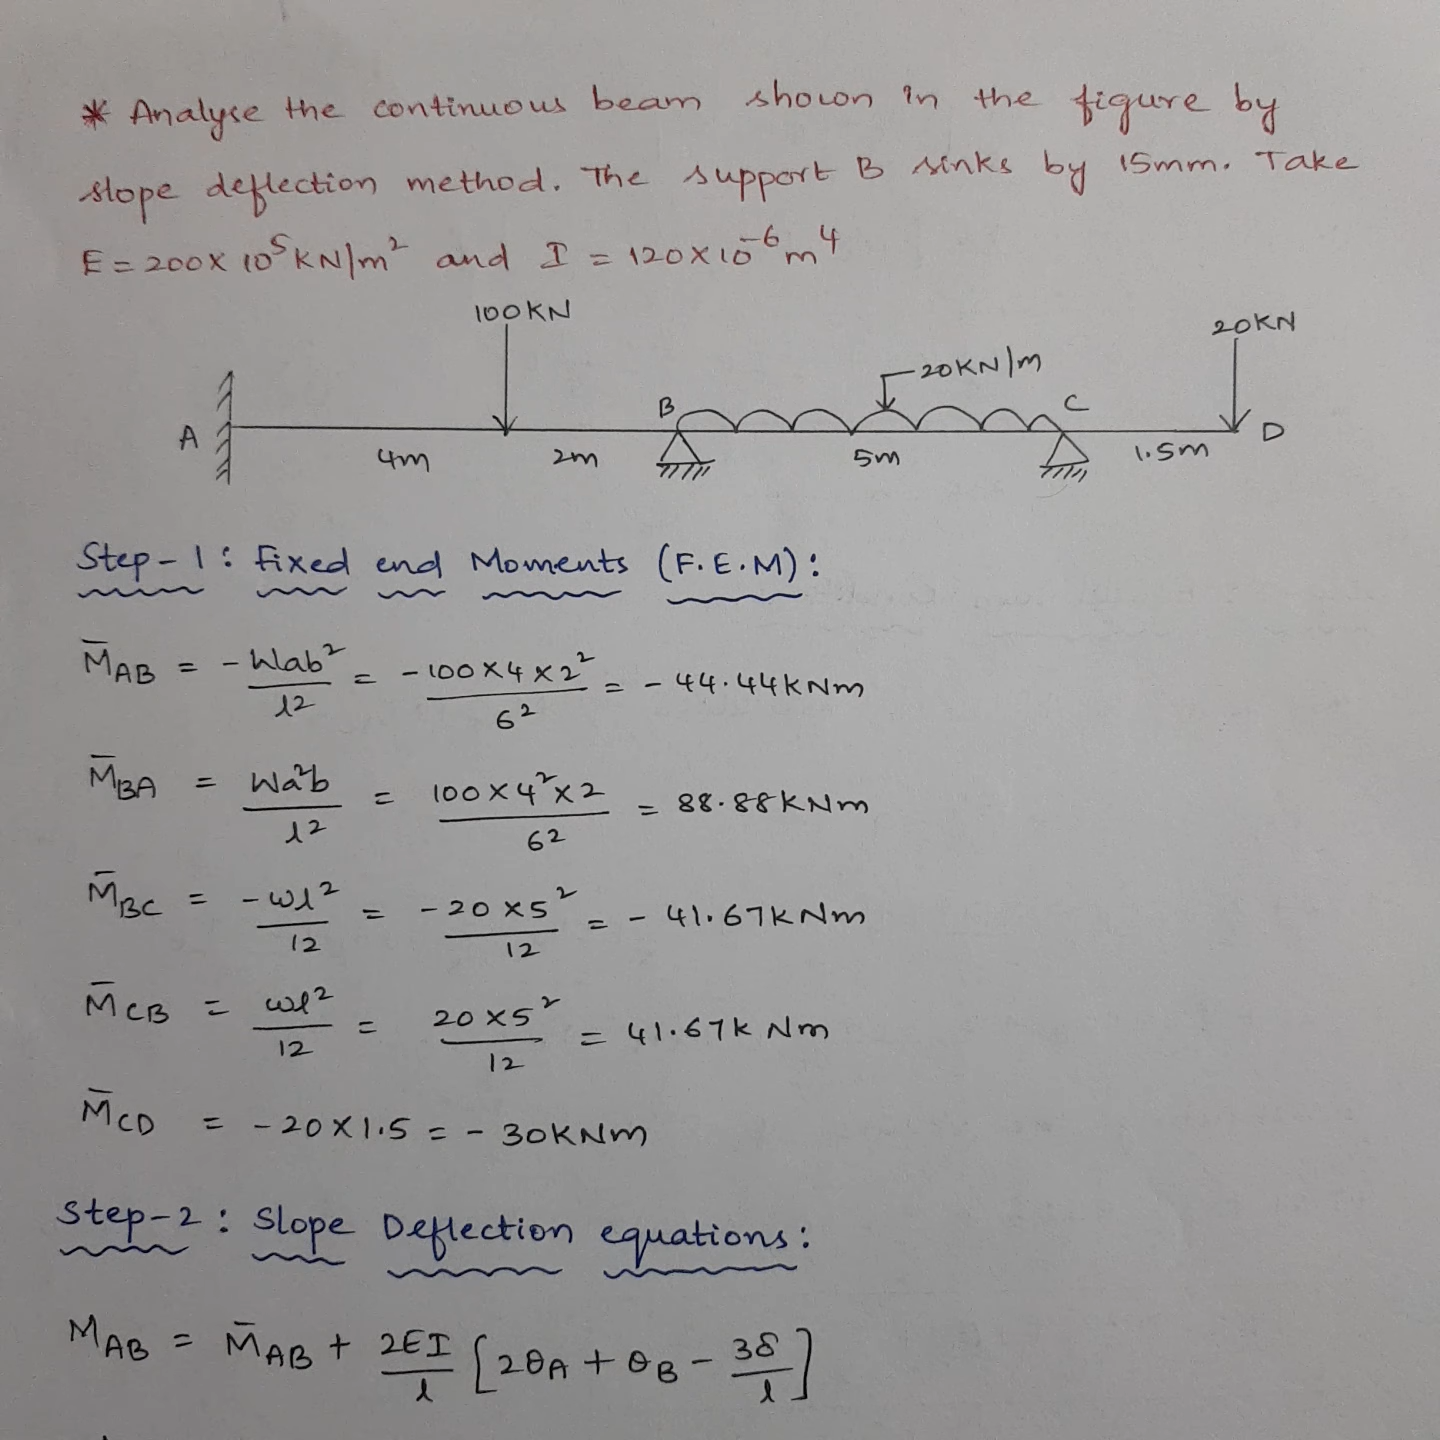 * Analyse the continuous beam shown in the figure by
slope deflection method. The support B sinks by 15mm. Take
E = 200 × 10⁵ KN/m² and I = 120×10⁻⁶ m⁴
100KN
20KN
20KN/m
A B C D
4m 2m 5m 1.5m
Step-1: Fixed end Moments (F.E.M):
M̄AB = -Wab²/l² = -100×4×2²/6² = -44.44KNm
M̄BA = Wa²b/l² = 100×4²×2/6² = 88.88KNm
M̄BC = -wl²/12 = -20×5²/12 = -41.67KNm
M̄CB = wl²/12 = 20×5²/12 = 41.67KNm
M̄CD = -20×1.5 = -30KNm
Step-2: Slope Deflection equations:
MAB = M̄AB + 2EI/l [2θA + θB - 3δ/l]